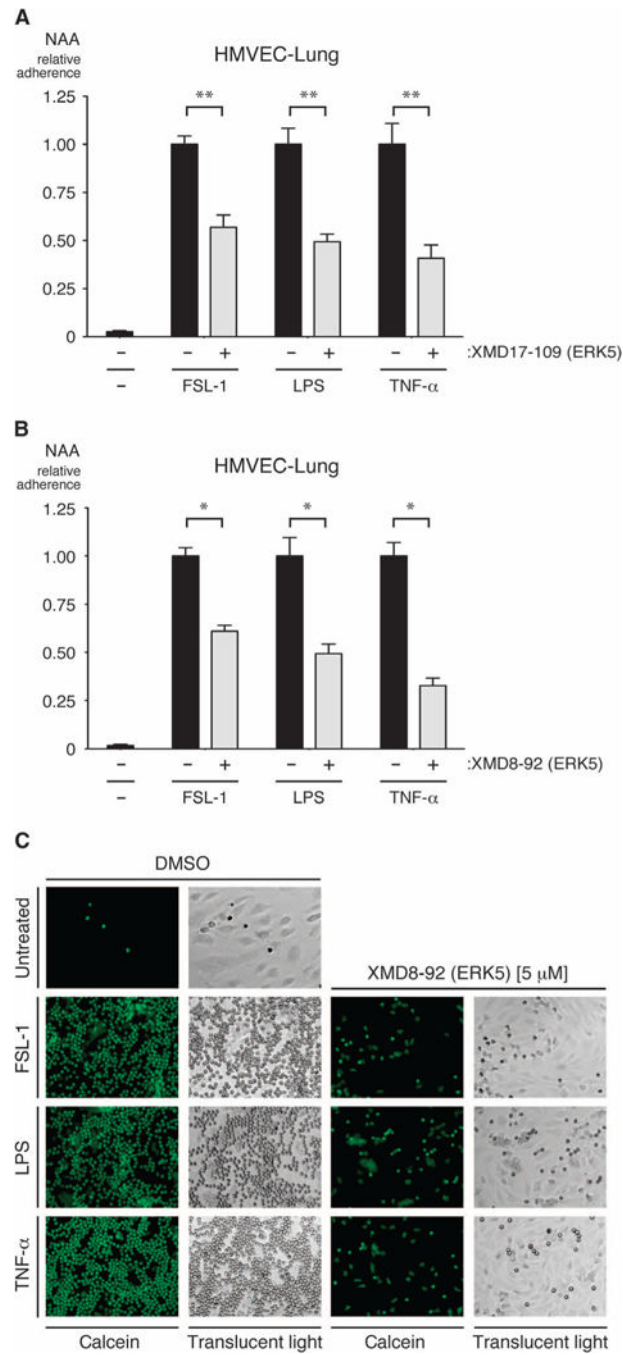 A
NAA
relative
adherence
HMVEC-Lung
1.25
1.00
0.75
0.50
0.25
0
** ** **
– – + – + – + :XMD17-109 (ERK5)
– FSL-1 LPS TNF-α
B
NAA
relative
adherence
HMVEC-Lung
1.25
1.00
0.75
0.50
0.25
0
* * *
– – + – + – + :XMD8-92 (ERK5)
– FSL-1 LPS TNF-α
C
DMSO
Untreated
XMD8-92 (ERK5) [5 μM]
FSL-1
LPS
TNF-α
Calcein Translucent light Calcein Translucent light